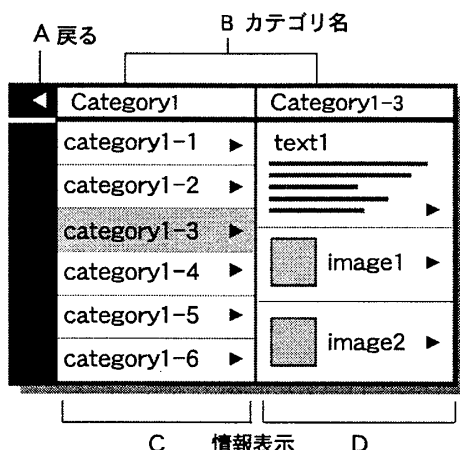 A 戻る
B カテゴリ名
Category1
Category1-3
category1-1
category1-2
category1-3
category1-4
category1-5
category1-6
text1
image1
image2
C 情報表示 D